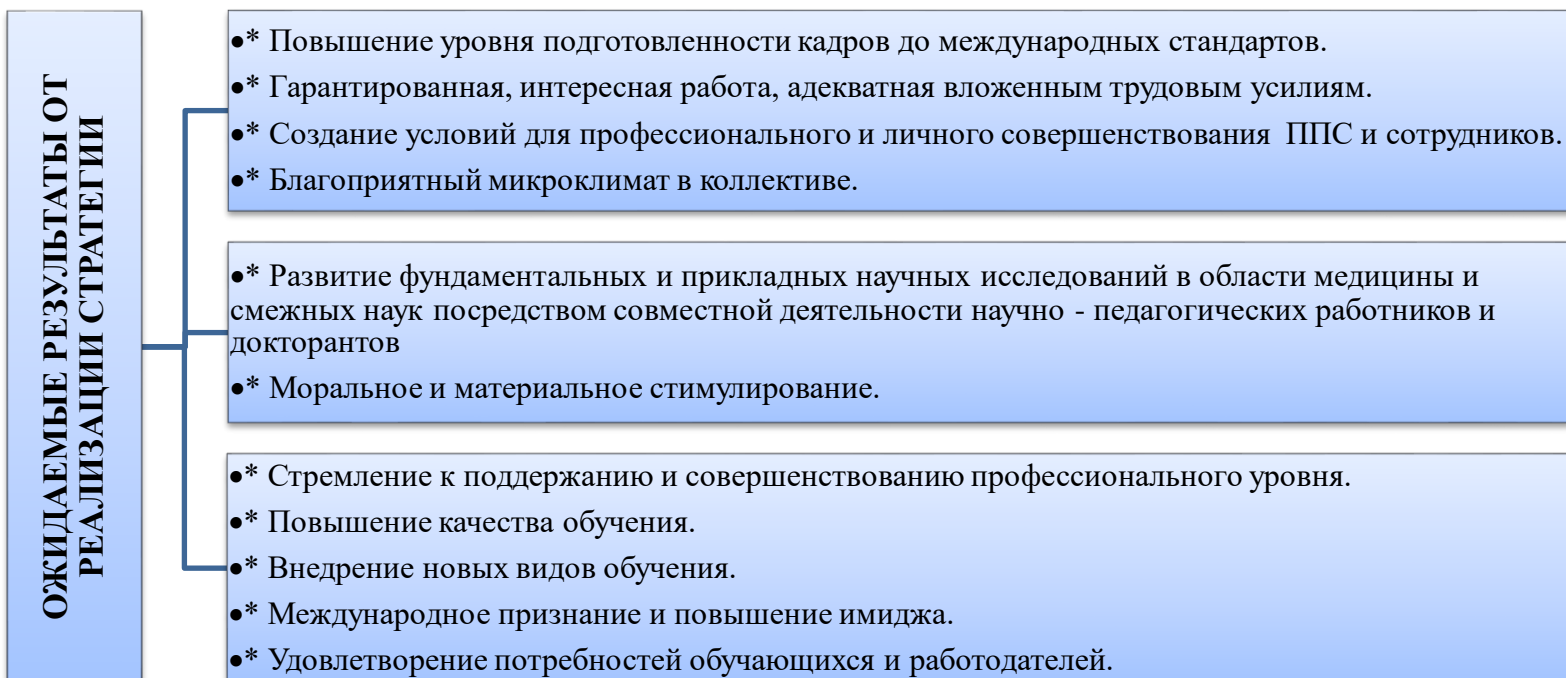 ОЖИДАЕМЫЕ РЕЗУЛЬТАТЫ ОТ
РЕАЛИЗАЦИИ СТРАТЕГИИ
•* Повышение уровня подготовленности кадров до международных стандартов.
•* Гарантированная, интересная работа, адекватная вложенным трудовым усилиям.
•* Создание условий для профессионального и личного совершенствования ППС и сотрудников.
•* Благоприятный микроклимат в коллективе.
•* Развитие фундаментальных и прикладных научных исследований в области медицины и
смежных наук посредством совместной деятельности научно - педагогических работников и
докторантов
•* Моральное и материальное стимулирование.
•* Стремление к поддержанию и совершенствованию профессионального уровня.
•* Повышение качества обучения.
•* Внедрение новых видов обучения.
•* Международное признание и повышение имиджа.
•* Удовлетворение потребностей обучающихся и работодателей.